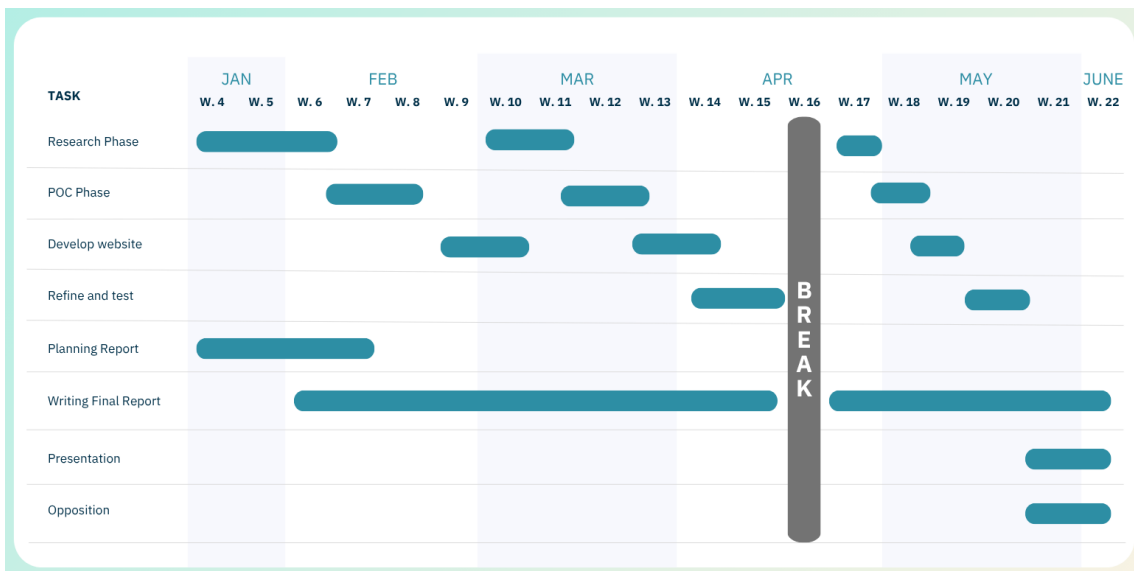 JAN FEB MAR APR MAY JUNE
TASK W. 4 W. 5 W. 6 W. 7 W. 8 W. 9 W. 10 W. 11 W. 12 W. 13 W. 14 W. 15 W. 16 W. 17 W. 18 W. 19 W. 20 W. 21 W. 22
Research Phase
POC Phase
Develop website
Refine and test
Planning Report
Writing Final Report
Presentation
Opposition
BREAK